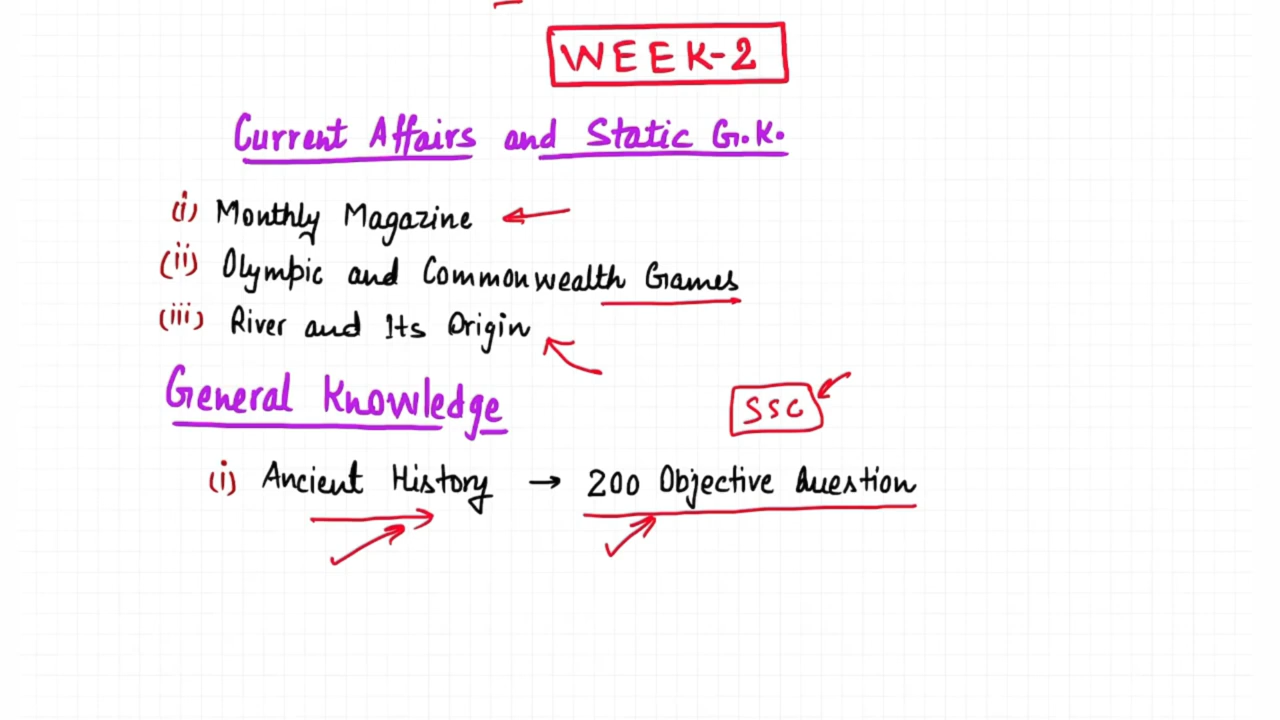 WEEK-2
Current Affairs and Static G.K.
(i) Monthly Magazine
(ii) Olympic and Commonwealth Games
(iii) River and Its Origin
General Knowledge
SSC
(i) Ancient History → 200 Objective Question